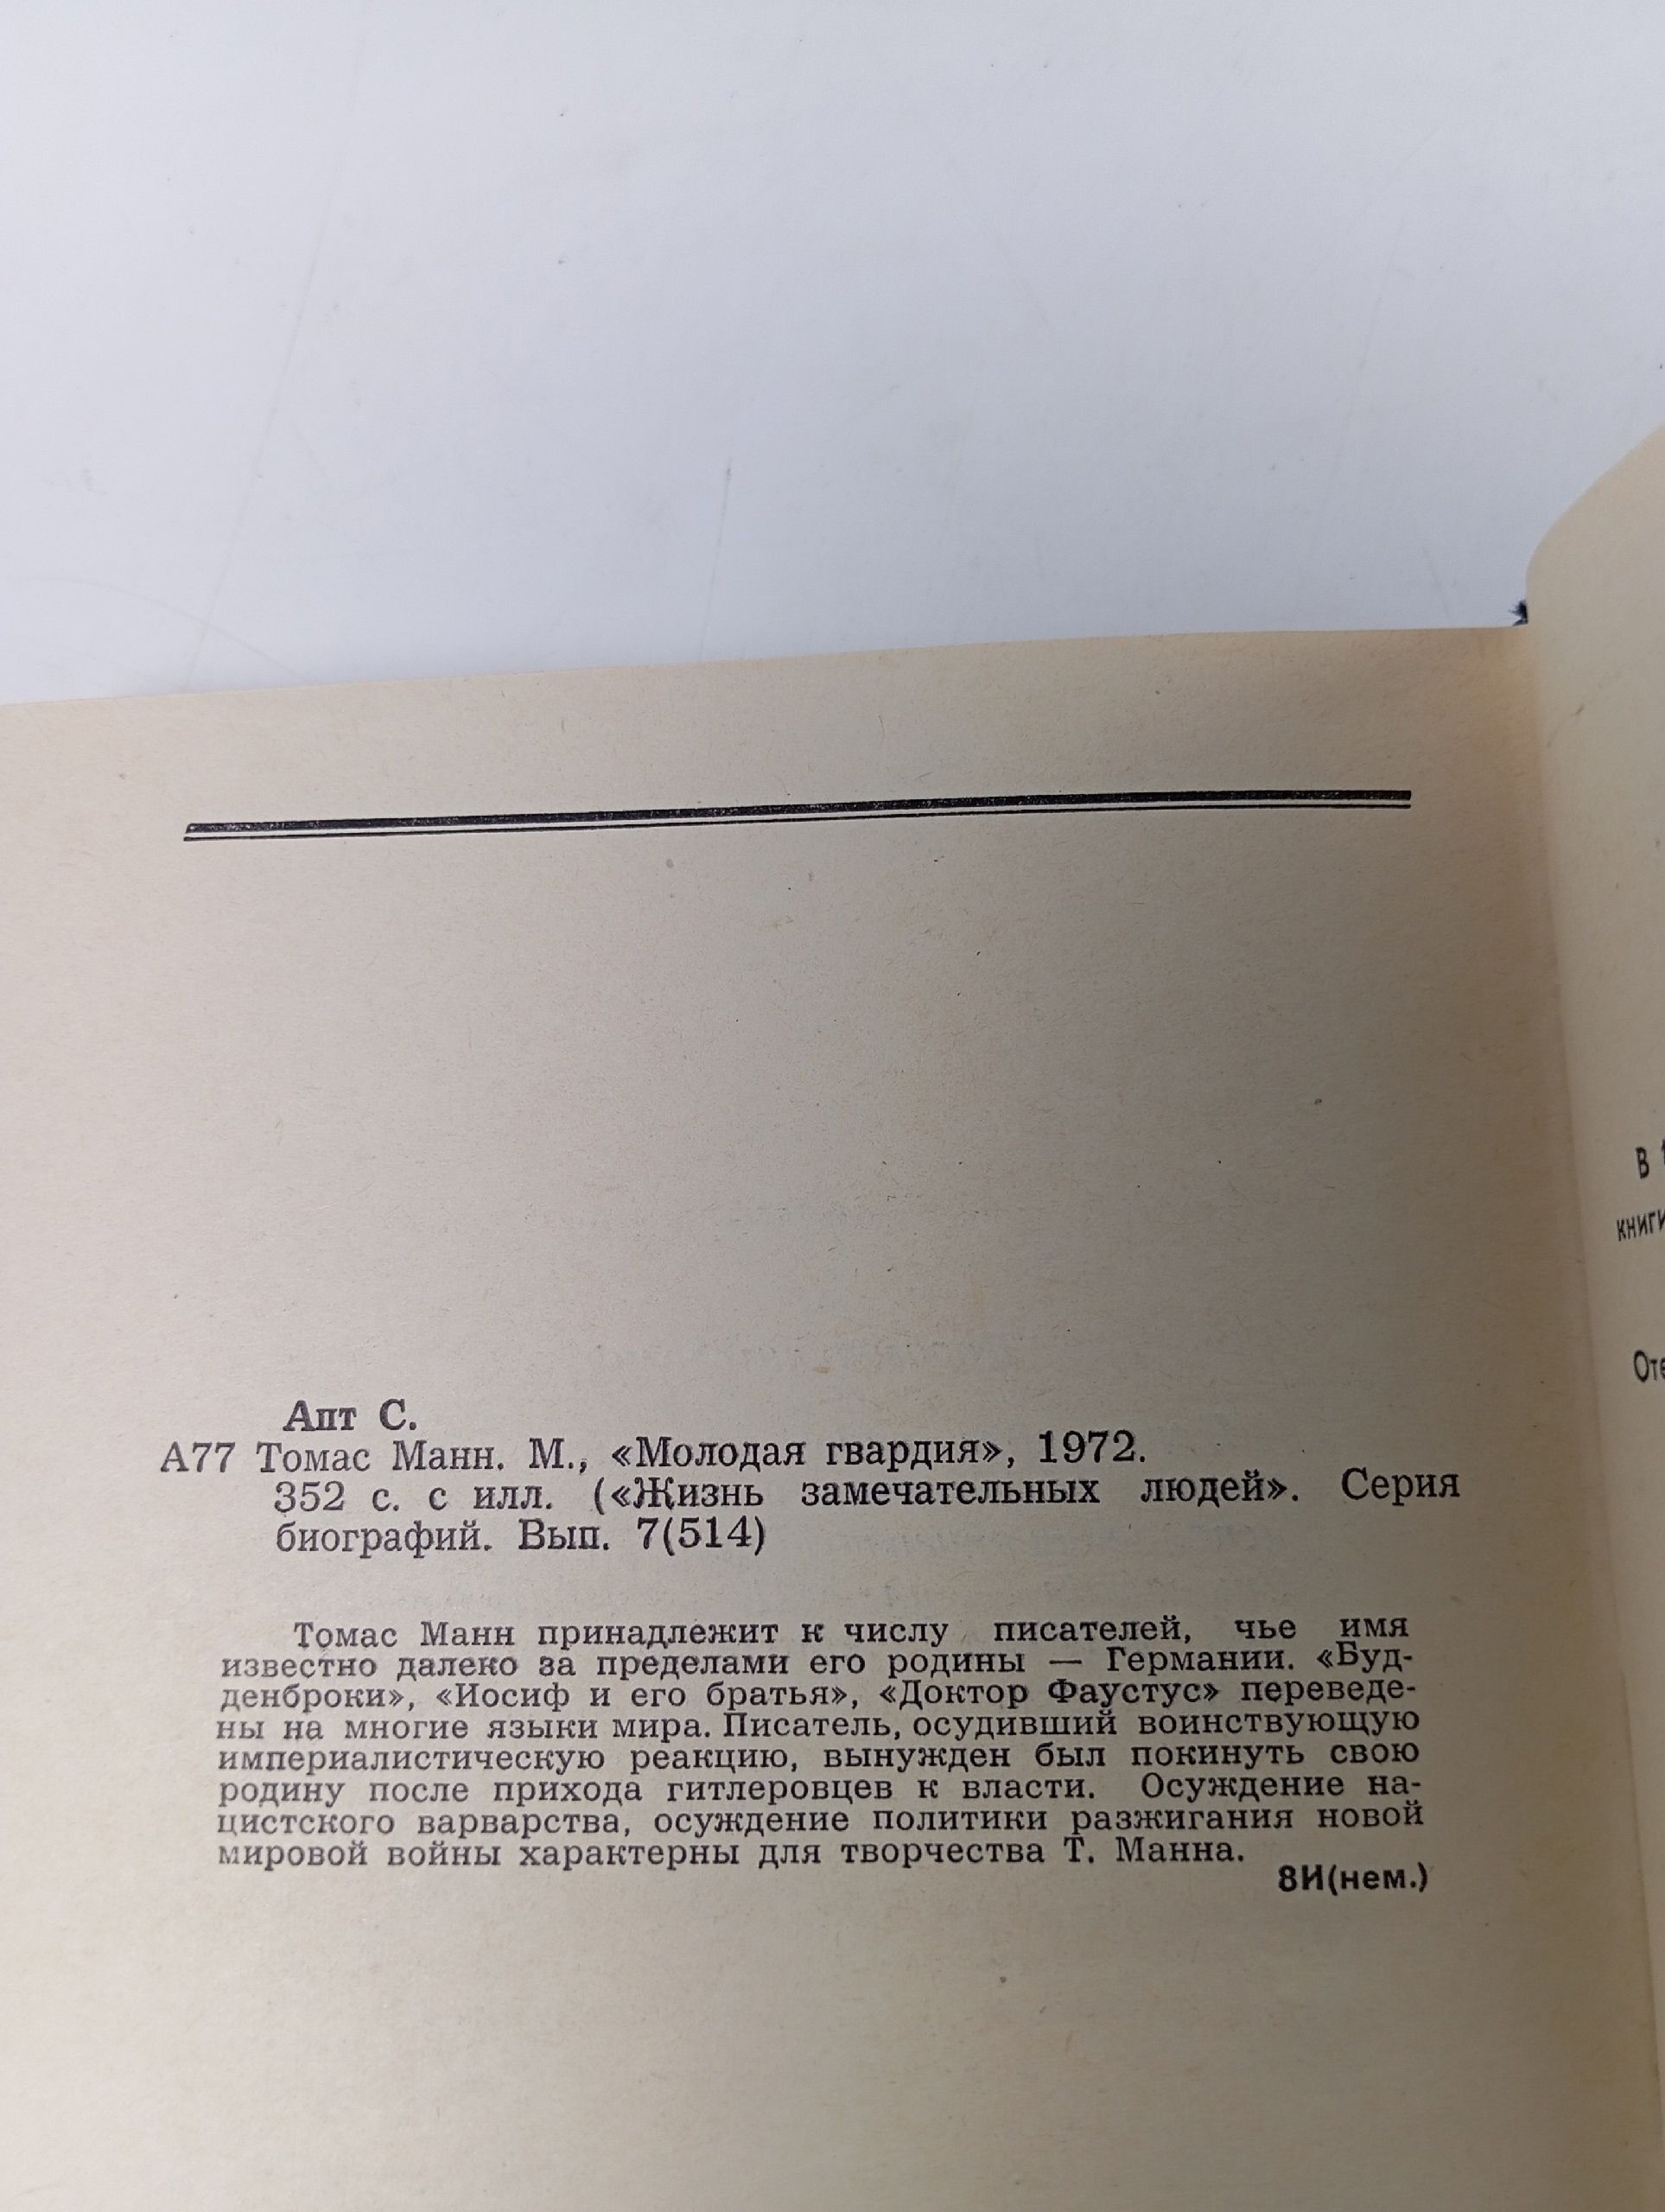 Апт С.
А77 Томас Манн. М., «Молодая гвардия», 1972.
352 с. с илл. («Жизнь замечательных людей». Серия
биографий. Вып. 7(514)
Томас Манн принадлежит к числу писателей, чье имя
известно далеко за пределами его родины — Германии. «Буд-
денброки», «Иосиф и его братья», «Доктор Фаустус» переведе-
ны на многие языки мира. Писатель, осудивший воинствующую
империалистическую реакцию, вынужден был покинуть свою
родину после прихода гитлеровцев к власти. Осуждение на-
цистского варварства, осуждение политики разжигания новой
мировой войны характерны для творчества Т. Манна.
8И(нем.)
В
книги